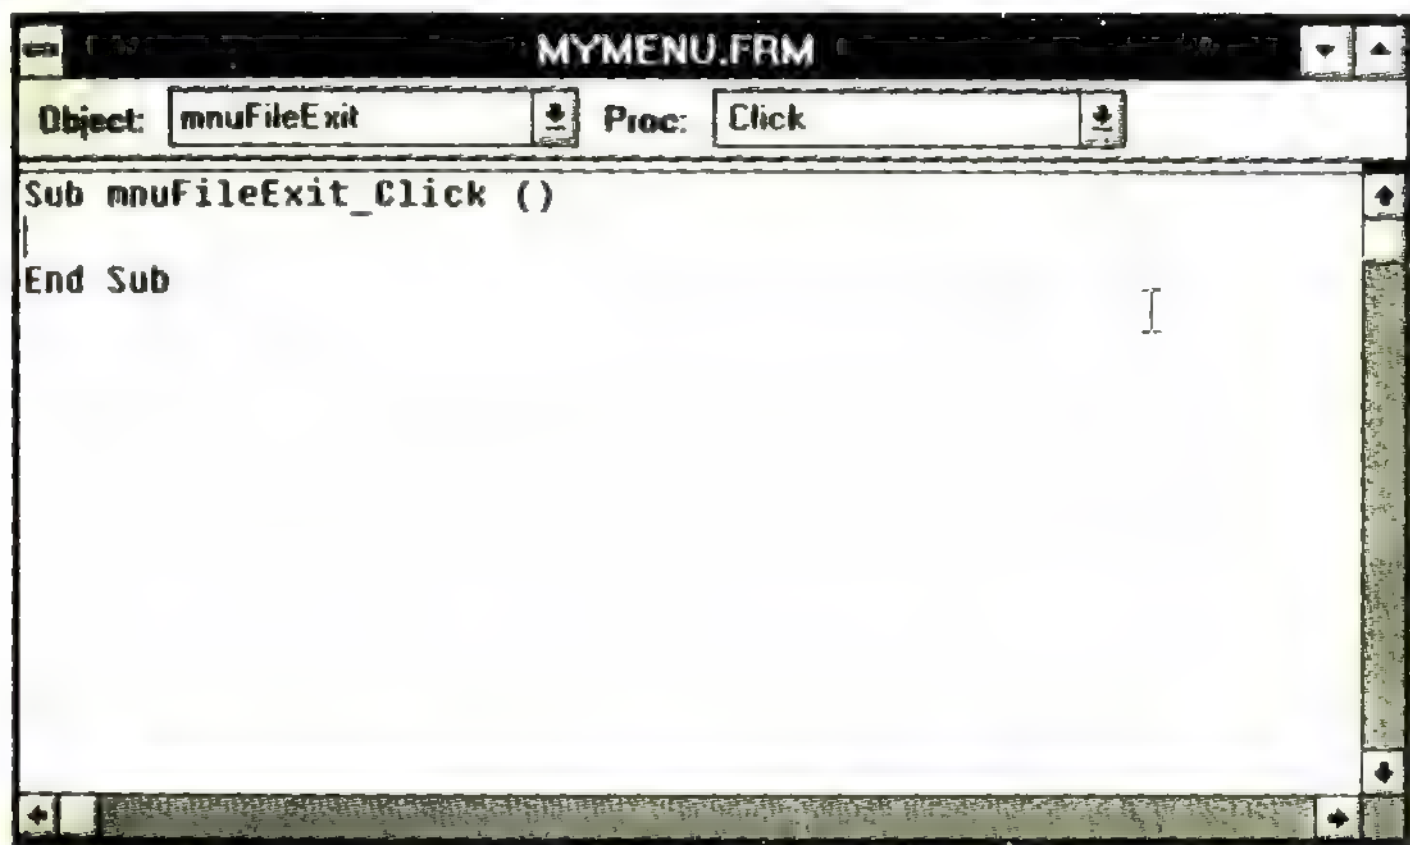 MYMENU.FRM
Object: mnuFileExit Proc: Click
Sub mnuFileExit_Click ()
End Sub